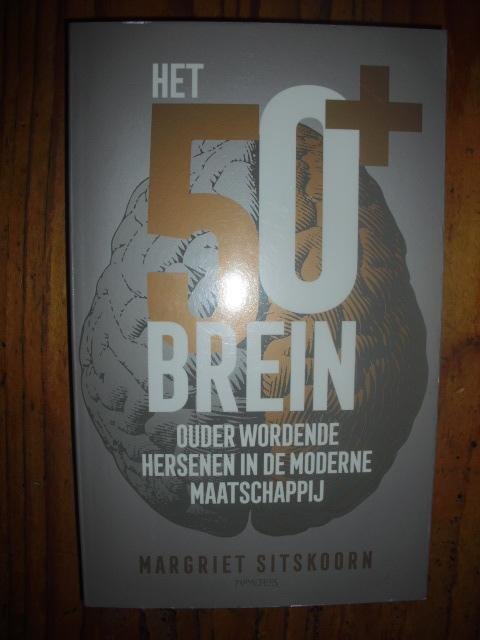 HET
50+
BREIN
OUDER WORDENDE
HERSENEN IN DE MODERNE
MAATSCHAPPIJ
MARGRIET SITSKOORN